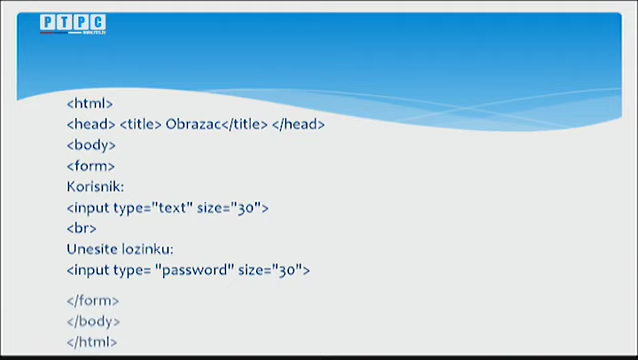 РТРС
<html>
<head> <title> Obrazac</title> </head>
<body>
<form>
Korisnik:
<input type="text" size="30">
<br>
Unesite lozinku:
<input type= "password" size="30">
</form>
</body>
</html>